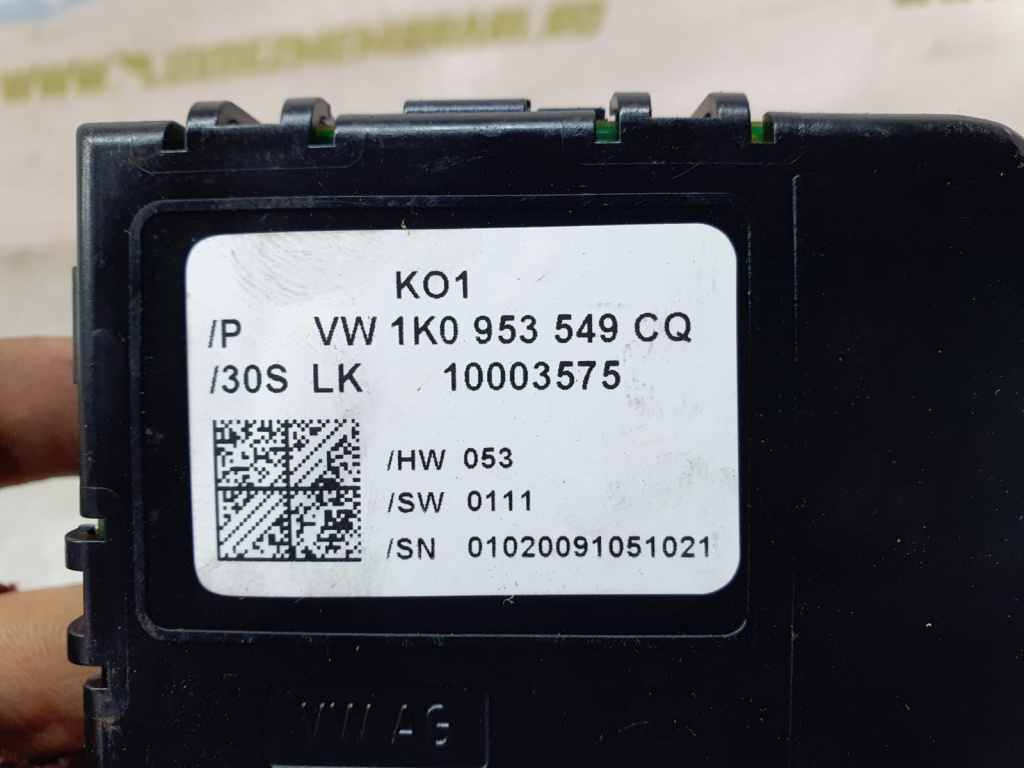 KO1
/P VW 1K0 953 549 CQ
/30S LK 10003575
/HW 053
/SW 0111
/SN 01020091051021
VW AG